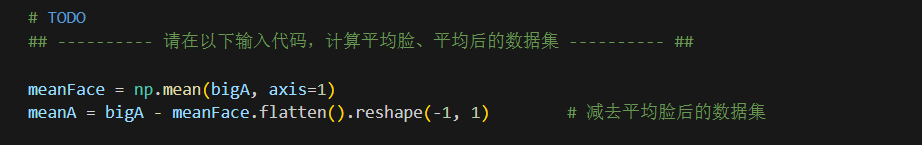 # TODO
## ---------- 请在以下输入代码，计算平均脸、平均后的数据集 ---------- ##
meanFace = np.mean(bigA, axis=1)
meanA = bigA - meanFace.flatten().reshape(-1, 1)        # 减去平均脸后的数据集